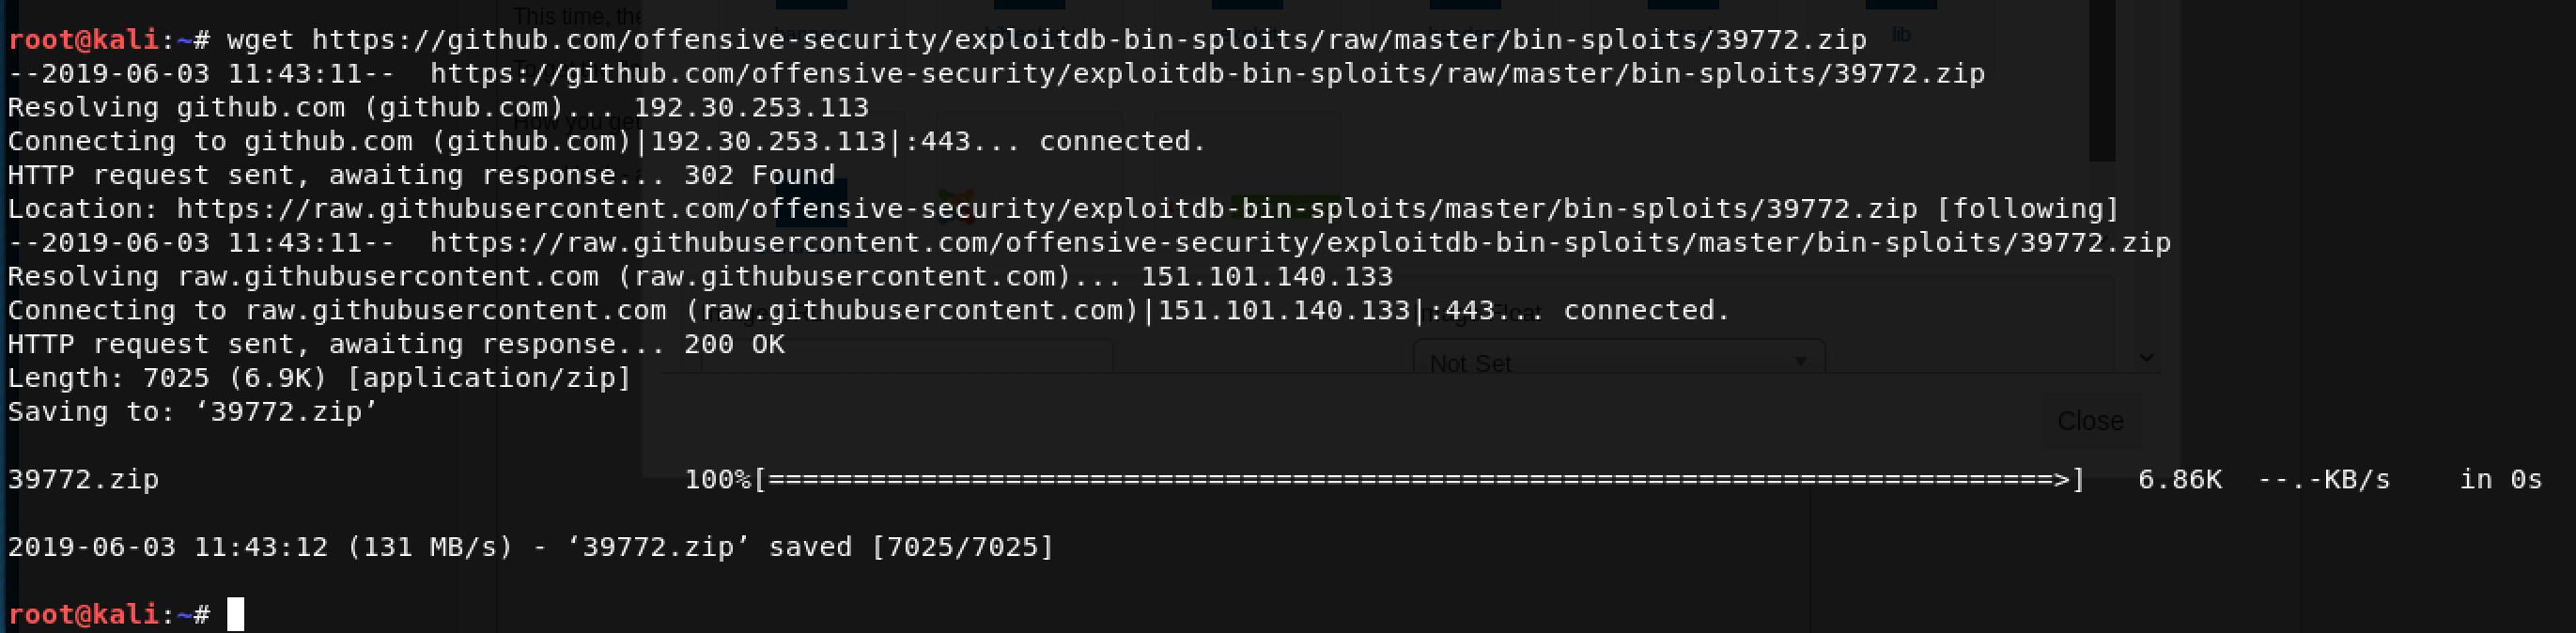 This time, the
root@kali:~# wget https://github.com/offensive-security/exploitdb-bin-sploits/raw/master/bin-sploits/39772.zip
lib
--2019-06-03 11:43:11--  https://github.com/offensive-security/exploitdb-bin-sploits/raw/master/bin-sploits/39772.zip
Resolving github.com (github.com)... 192.30.253.113
How you get
Connecting to github.com (github.com)|192.30.253.113|:443... connected.
HTTP request sent, awaiting response... 302 Found
Location: https://raw.githubusercontent.com/offensive-security/exploitdb-bin-sploits/master/bin-sploits/39772.zip [following]
--2019-06-03 11:43:11--  https://raw.githubusercontent.com/offensive-security/exploitdb-bin-sploits/master/bin-sploits/39772.zip
Resolving raw.githubusercontent.com (raw.githubusercontent.com)... 151.101.140.133
Connecting to raw.githubusercontent.com (raw.githubusercontent.com)|151.101.140.133|:443... connected.
HTTP request sent, awaiting response... 200 OK
Not Set
Length: 7025 (6.9K) [application/zip]
Saving to: ‘39772.zip’
Close
39772.zip 100%[============================================================================>] 6.86K --.-KB/s in 0s
2019-06-03 11:43:12 (131 MB/s) - ‘39772.zip’ saved [7025/7025]
root@kali:~#